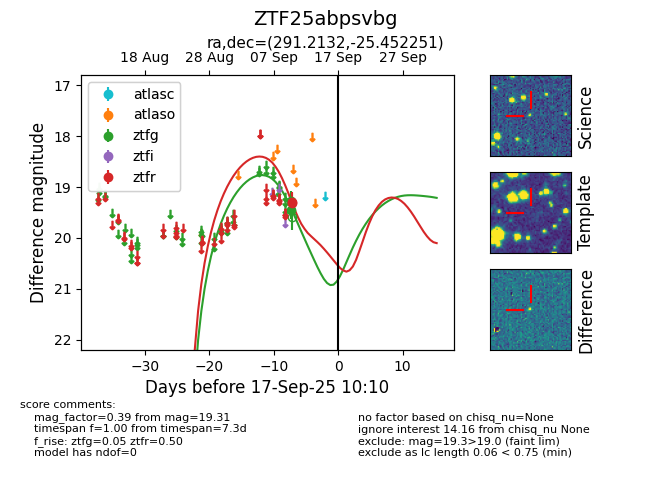 ZTF25abpsvbg
ra,dec=(291.2132,-25.452251)
18 Aug 28 Aug 07 Sep 17 Sep 27 Sep
17
18
19
20
21
22
Difference magnitude
atlasc
atlaso
ztfg
ztfi
ztfr
−30 −20 −10 0 10
Days before 17-Sep-25 10:10
Science
Template
Difference
score comments:
mag_factor=0.39 from mag=19.31
timespan f=1.00 from timespan=7.3d
f_rise: ztfg=0.05 ztfr=0.50
model has ndof=0
no factor based on chisq_nu=None
ignore interest 14.16 from chisq_nu None
exclude: mag=19.3>19.0 (faint lim)
exclude as lc length 0.06 < 0.75 (min)